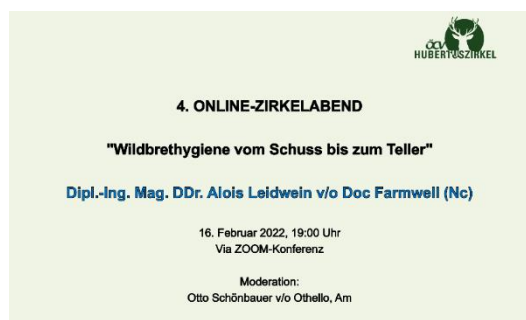 öcv
HUBERTUSZIRKEL
4. ONLINE-ZIRKELABEND
"Wildbrethygiene vom Schuss bis zum Teller"
Dipl.-Ing. Mag. DDr. Alois Leidwein v/o Doc Farmwell (Nc)
16. Februar 2022, 19:00 Uhr
Via ZOOM-Konferenz
Moderation:
Otto Schönbauer v/o Othello, Am